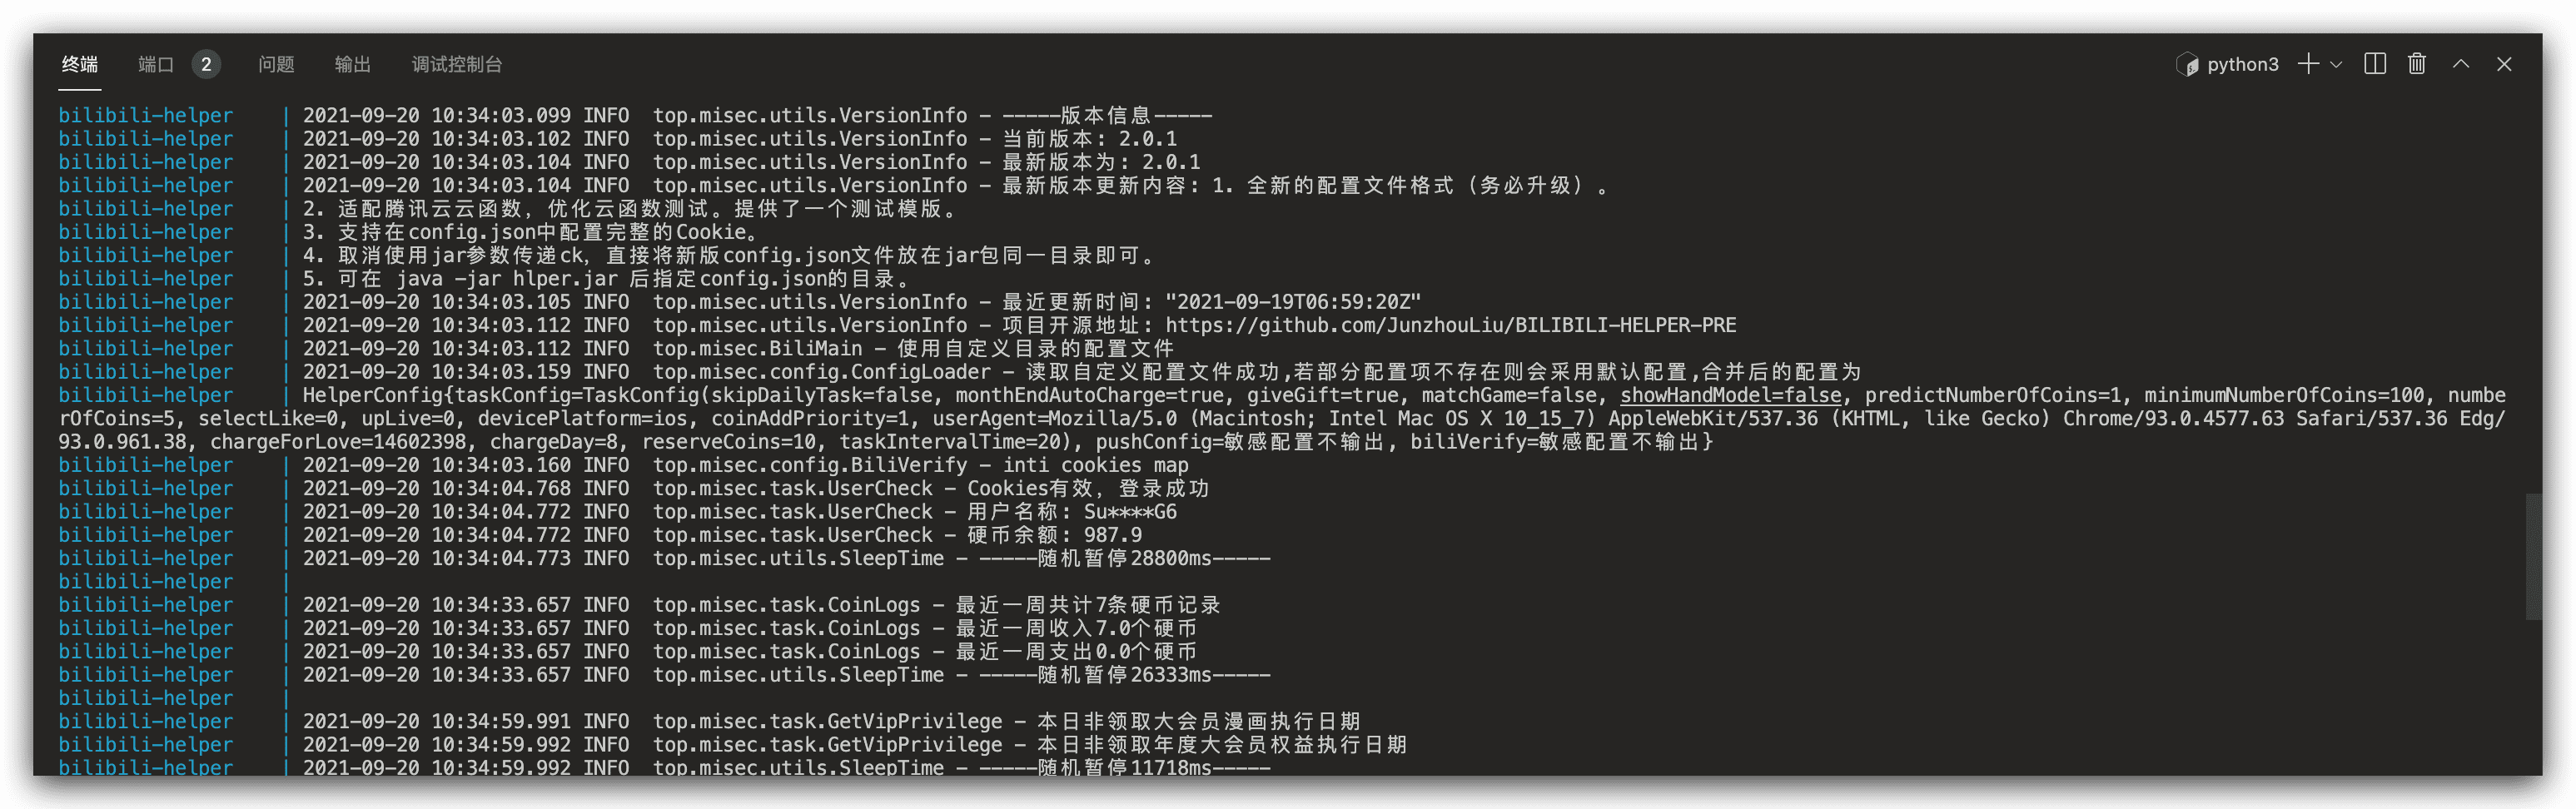 终端 端口 2 问题 输出 调试控制台 python3
bilibili-helper | 2021-09-20 10:34:03.099 INFO  top.misec.utils.VersionInfo - -----版本信息-----
bilibili-helper | 2021-09-20 10:34:03.102 INFO  top.misec.utils.VersionInfo - 当前版本: 2.0.1
bilibili-helper | 2021-09-20 10:34:03.104 INFO  top.misec.utils.VersionInfo - 最新版本为: 2.0.1
bilibili-helper | 2021-09-20 10:34:03.104 INFO  top.misec.utils.VersionInfo - 最新版本更新内容: 1. 全新的配置文件格式（务必升级）。
bilibili-helper | 2. 适配腾讯云云函数，优化云函数测试。提供了一个测试模版。
bilibili-helper | 3. 支持在config.json中配置完整的Cookie。
bilibili-helper | 4. 取消使用jar参数传递ck，直接将新版config.json文件放在jar包同一目录即可。
bilibili-helper | 5. 可在 java -jar hlper.jar 后指定config.json的目录。
bilibili-helper | 2021-09-20 10:34:03.105 INFO  top.misec.utils.VersionInfo - 最近更新时间: "2021-09-19T06:59:20Z"
bilibili-helper | 2021-09-20 10:34:03.112 INFO  top.misec.utils.VersionInfo - 项目开源地址: https://github.com/JunzhouLiu/BILIBILI-HELPER-PRE
bilibili-helper | 2021-09-20 10:34:03.112 INFO  top.misec.BiliMain - 使用自定义目录的配置文件
bilibili-helper | 2021-09-20 10:34:03.159 INFO  top.misec.config.ConfigLoader - 读取自定义配置文件成功,若部分配置项不存在则会采用默认配置,合并后的配置为
bilibili-helper | HelperConfig{taskConfig=TaskConfig(skipDailyTask=false, monthEndAutoCharge=true, giveGift=true, matchGame=false, showHandModel=false, predictNumberOfCoins=1, minimumNumberOfCoins=100, numbe
rOfCoins=5, selectLike=0, upLive=0, devicePlatform=ios, coinAddPriority=1, userAgent=Mozilla/5.0 (Macintosh; Intel Mac OS X 10_15_7) AppleWebKit/537.36 (KHTML, like Gecko) Chrome/93.0.4577.63 Safari/537.36 Edg/
93.0.961.38, chargeForLove=14602398, chargeDay=8, reserveCoins=10, taskIntervalTime=20), pushConfig=敏感配置不输出, biliVerify=敏感配置不输出}
bilibili-helper | 2021-09-20 10:34:03.160 INFO  top.misec.config.BiliVerify - inti cookies map
bilibili-helper | 2021-09-20 10:34:04.768 INFO  top.misec.task.UserCheck - Cookies有效，登录成功
bilibili-helper | 2021-09-20 10:34:04.772 INFO  top.misec.task.UserCheck - 用户名称: Su****G6
bilibili-helper | 2021-09-20 10:34:04.772 INFO  top.misec.task.UserCheck - 硬币余额: 987.9
bilibili-helper | 2021-09-20 10:34:04.773 INFO  top.misec.utils.SleepTime - -----随机暂停28800ms-----
bilibili-helper |
bilibili-helper | 2021-09-20 10:34:33.657 INFO  top.misec.task.CoinLogs - 最近一周共计7条硬币记录
bilibili-helper | 2021-09-20 10:34:33.657 INFO  top.misec.task.CoinLogs - 最近一周收入7.0个硬币
bilibili-helper | 2021-09-20 10:34:33.657 INFO  top.misec.task.CoinLogs - 最近一周支出0.0个硬币
bilibili-helper | 2021-09-20 10:34:33.657 INFO  top.misec.utils.SleepTime - -----随机暂停26333ms-----
bilibili-helper |
bilibili-helper | 2021-09-20 10:34:59.991 INFO  top.misec.task.GetVipPrivilege - 本日非领取大会员漫画执行日期
bilibili-helper | 2021-09-20 10:34:59.992 INFO  top.misec.task.GetVipPrivilege - 本日非领取年度大会员权益执行日期
bilibili-helper | 2021-09-20 10:34:59.992 INFO  top.misec.utils.SleepTime - -----随机暂停11718ms-----